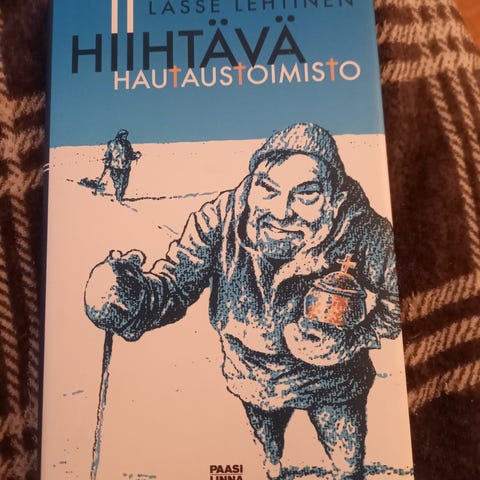 LASSE LEHTINEN
HIIHTÄVÄ
HAUTAUSTOIMISTO
PAASI
LINNA